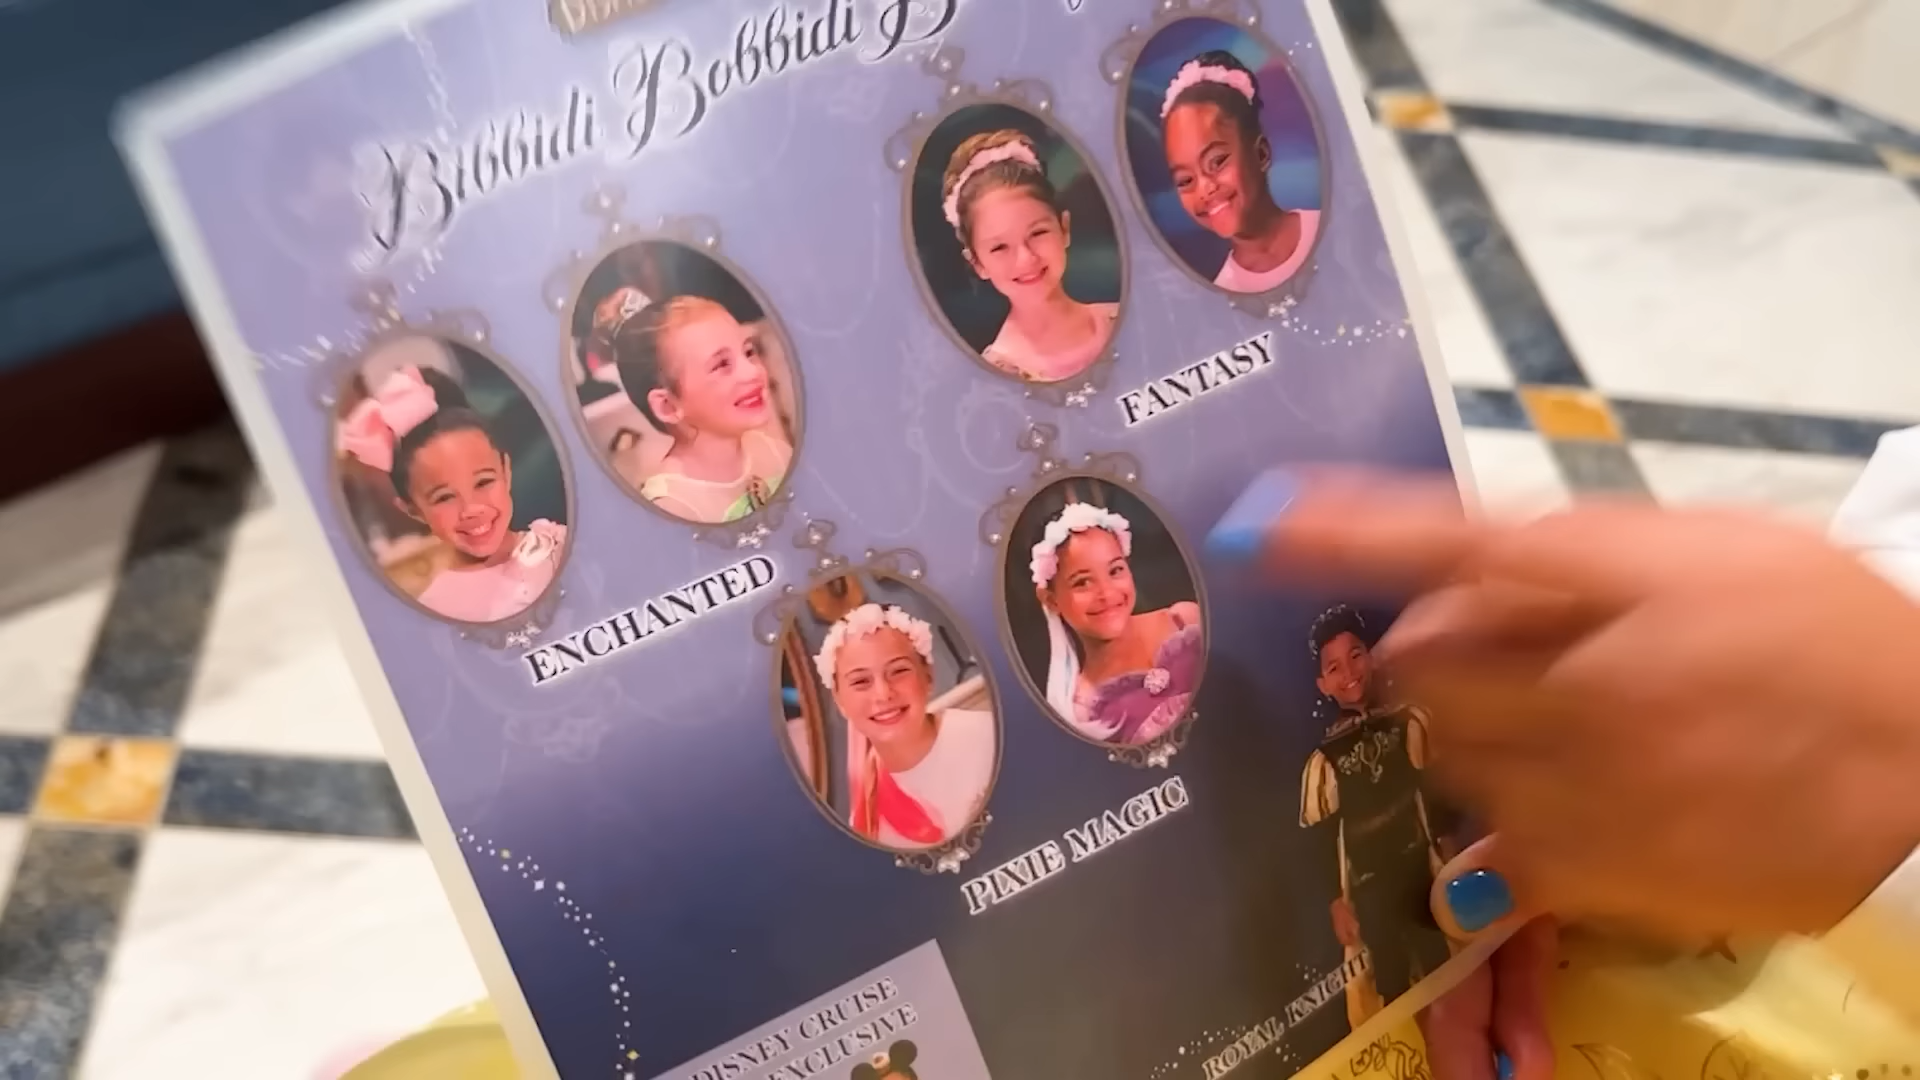 Bibbidi Bobbidi
FANTASY
ENCHANTED
PIXIE MAGIC
DISNEY CRUISE
EXCLUSIVE
ROYAL KNIGHT